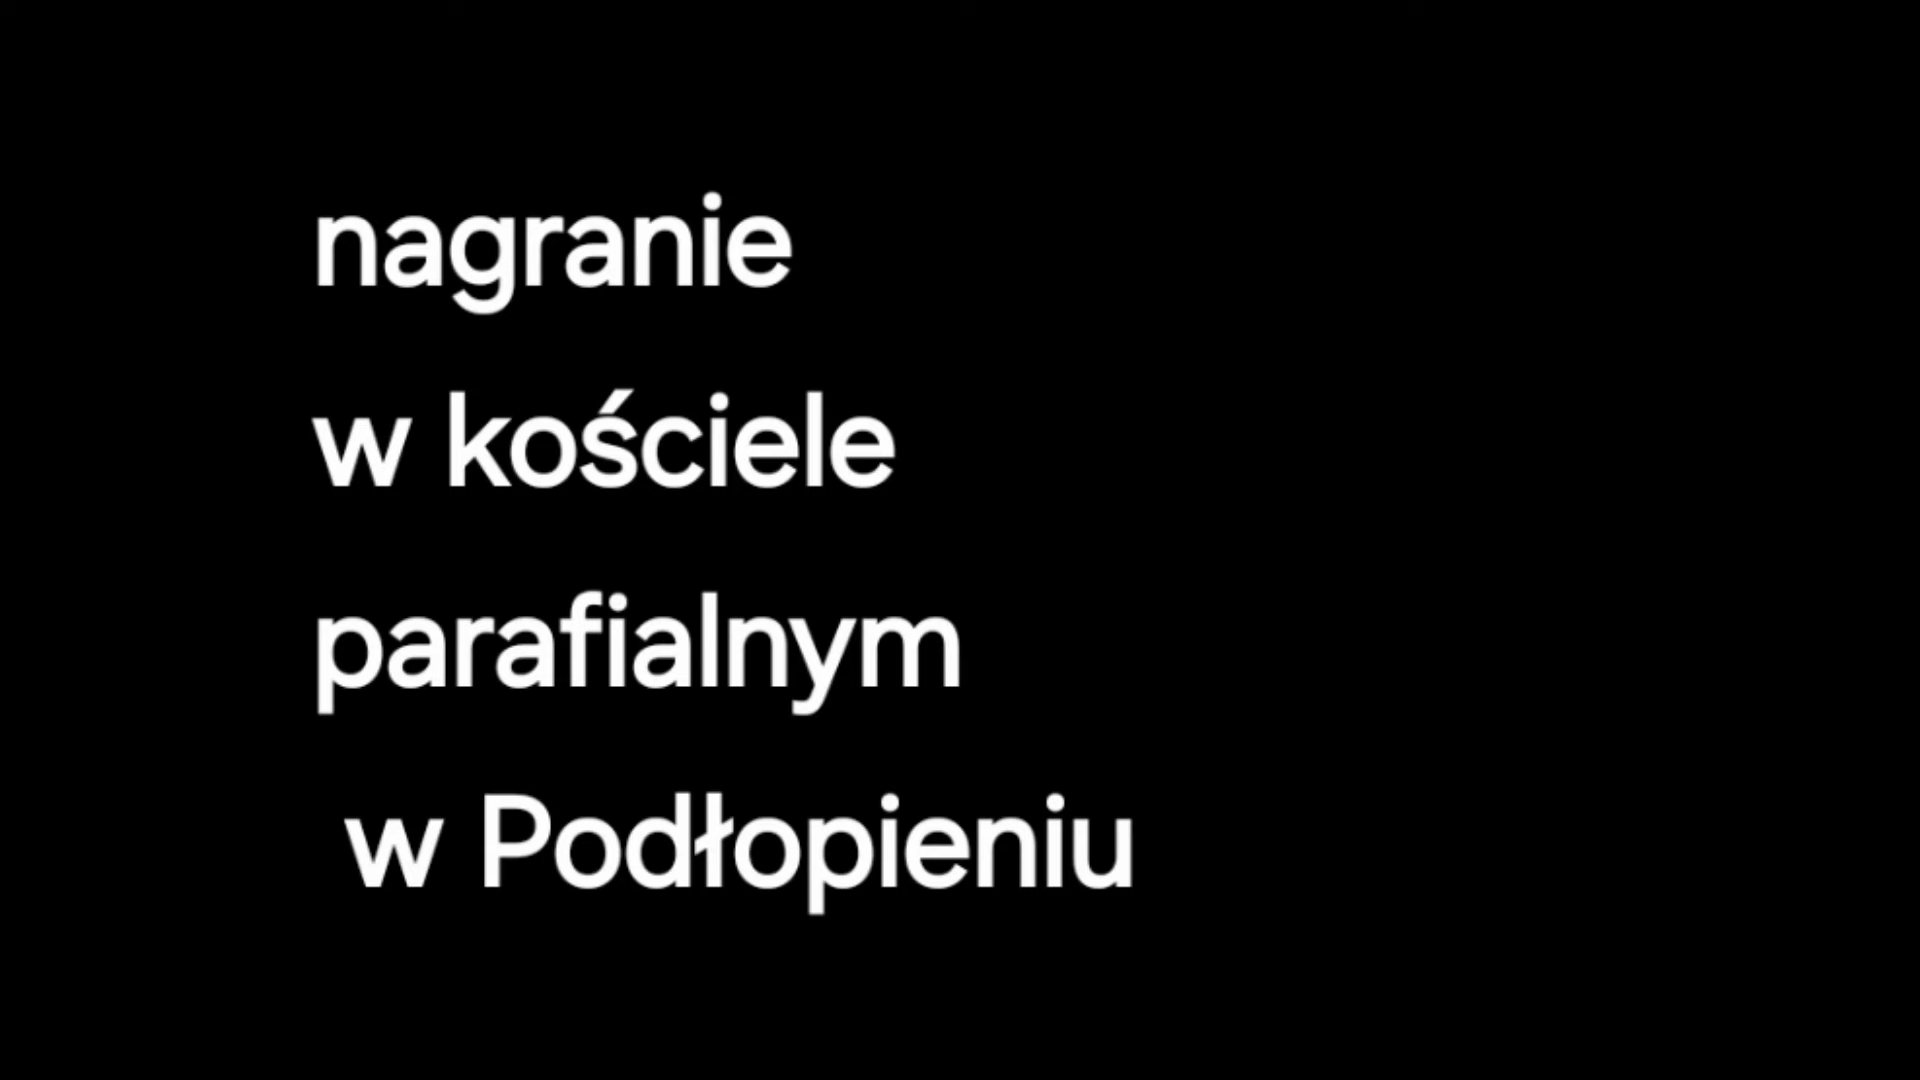 nagranie
w kościele
parafialnym
w Podłopieniu